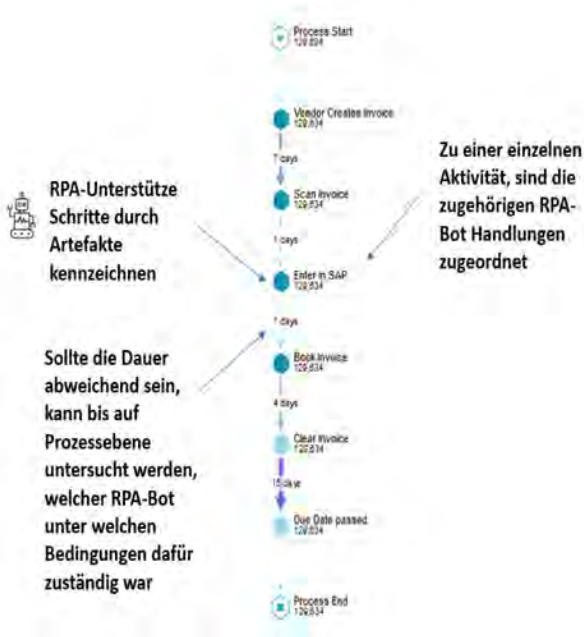 Process Start
129,634
Vendor Creates Invoice
129,634
7 days
Scan Invoice
129,634
1 days
Enter in SAP
129,634
1 days
Book Invoice
129,634
4 days
Clear Invoice
129,634
15 days
Due Date passed
129,634
Process End
129,634
RPA-Unterstütze
Schritte durch
Artefakte
kennzeichnen
Zu einer einzelnen
Aktivität, sind die
zugehörigen RPA-
Bot Handlungen
zugeordnet
Sollte die Dauer
abweichend sein,
kann bis auf
Prozessebene
untersucht werden,
welcher RPA-Bot
unter welchen
Bedingungen dafür
zuständig war